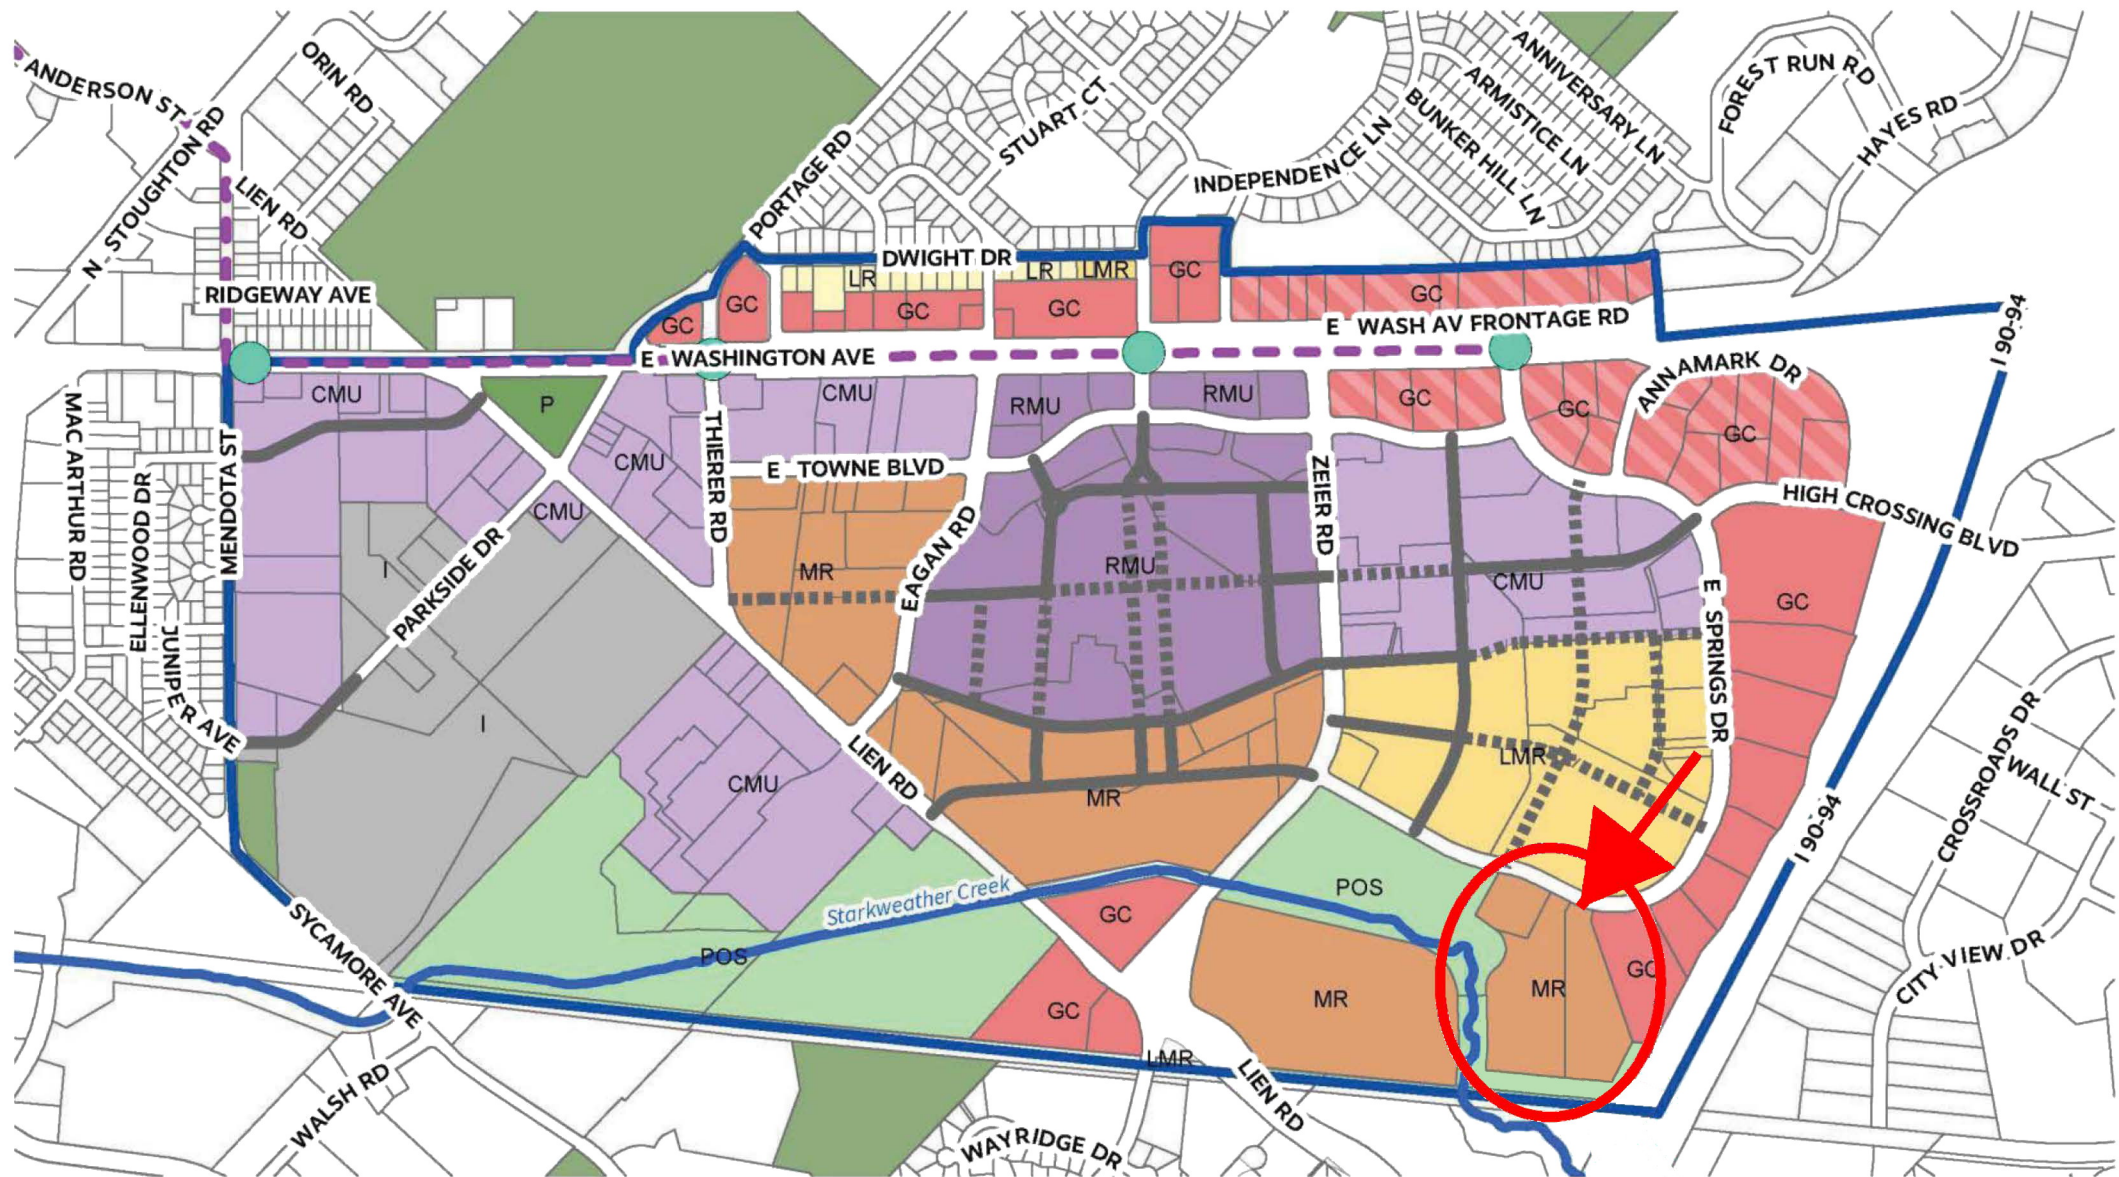 ANDERSON ST
ORIN RD
N STOUGHTON RD
LIEN RD
RIDGEWAY AVE
PORTAGE RD
STUART CT
INDEPENDENCE LN
BUNKER HILL LN
ARMISTICE LN
ANNIVERSARY LN
FOREST RUN RD
HAYES RD
DWIGHT DR
LR
LR
LMR
GC
GC
GC
GC
GC
GC
E WASH AV FRONTAGE RD
I 90-94
E WASHINGTON AVE
ANNAMARK DR
CMU
P
CMU
RMU
RMU
GC
GC
GC
MAC ARTHUR RD
MENDOTA ST
THIERER RD
CMU
E TOWNE BLVD
ZEIER RD
HIGH CROSSING BLVD
ELLENWOOD DR
CMU
I
PARKSIDE DR
MR
EAGAN RD
RMU
CMU
GC
E SPRINGS DR
JUNIPER AVE
I
CMU
LIEN RD
MR
LMR
CROSSROADS DR
WALL ST
I 90-94
Starkweather Creek
POS
GC
POS
SYCAMORE AVE
MR
MR
GC
CITY VIEW DR
GC
LMR
WALSH RD
LIEN RD
WAYRIDGE DR